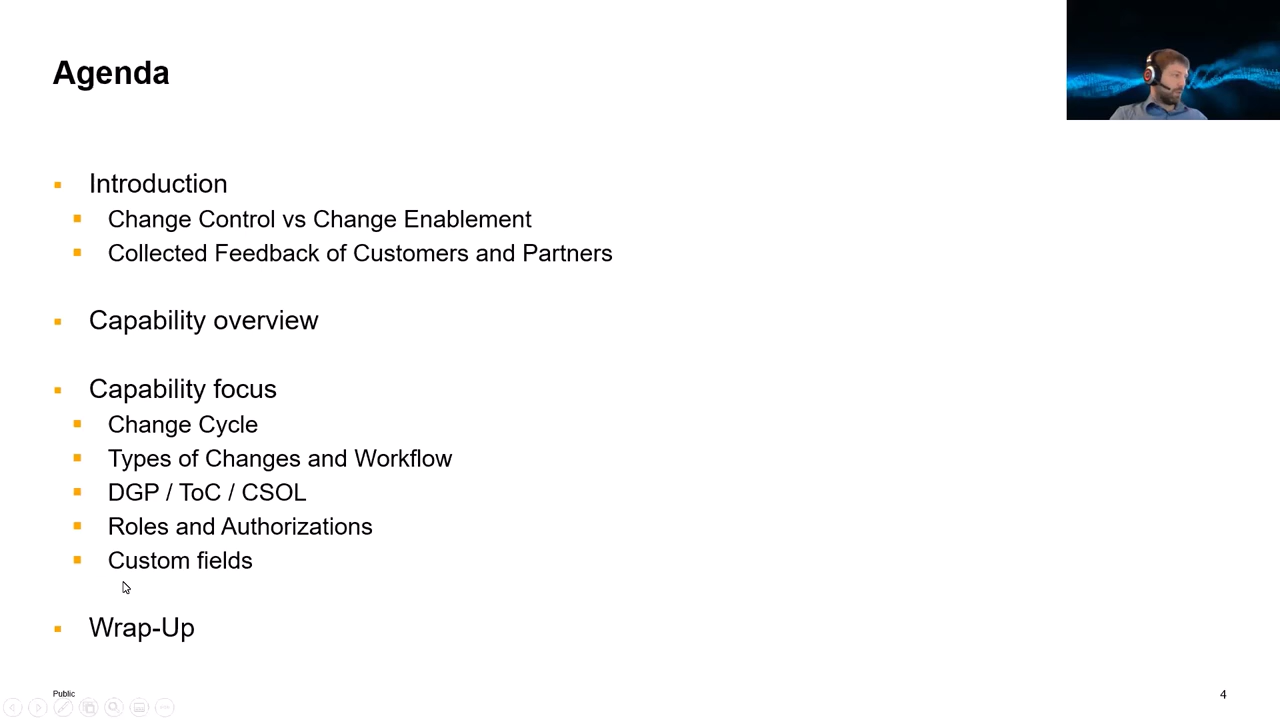 Agenda
Introduction
Change Control vs Change Enablement
Collected Feedback of Customers and Partners
Capability overview
Capability focus
Change Cycle
Types of Changes and Workflow
DGP / ToC / CSOL
Roles and Authorizations
Custom fields
Wrap-Up
Public
4